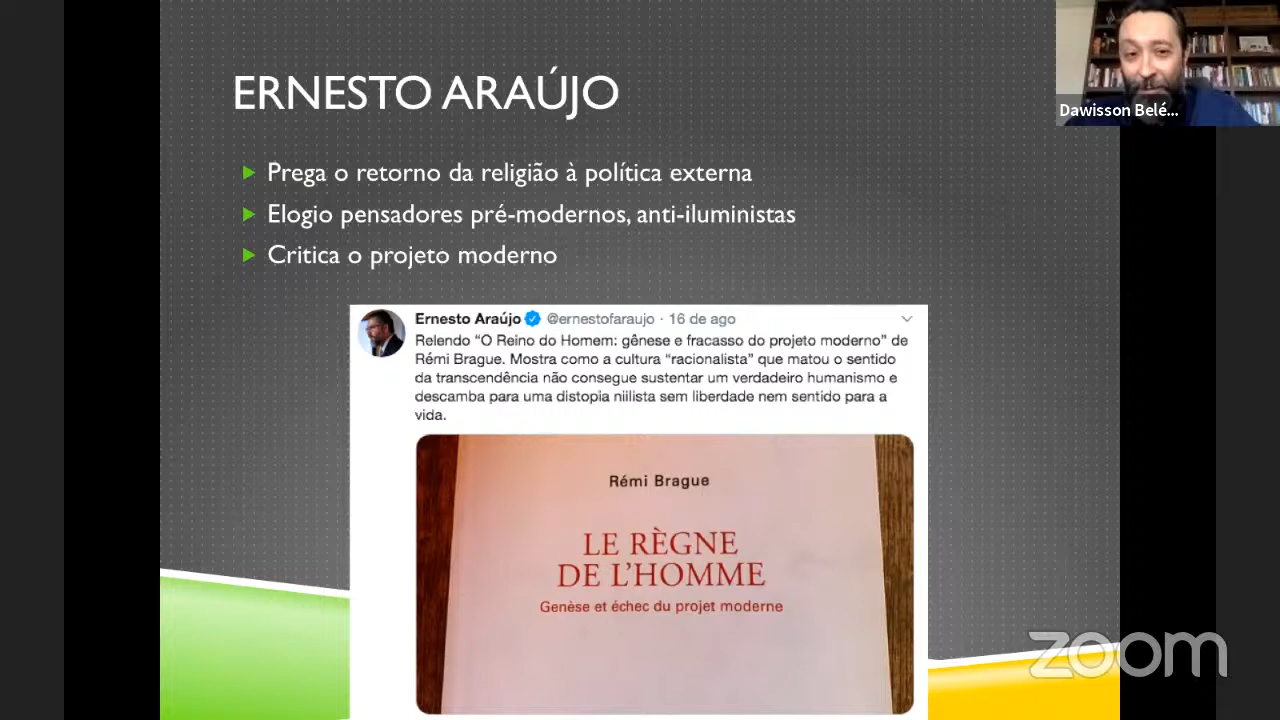 ERNESTO ARAÚJO
Dawisson Belé...
Prega o retorno da religião à política externa
Elogio pensadores pré-modernos, anti-iluministas
Critica o projeto moderno
Ernesto Araújo @ernestofaraujo · 16 de ago
Relendo “O Reino do Homem: gênese e fracasso do projeto moderno” de
Rémi Brague. Mostra como a cultura “racionalista” que matou o sentido
da transcendência não consegue sustentar um verdadeiro humanismo e
descamba para uma distopia niilista sem liberdade nem sentido para a
vida.
Rémi Brague
LE RÈGNE
DE L’HOMME
Genèse et échec du projet moderne
zoom